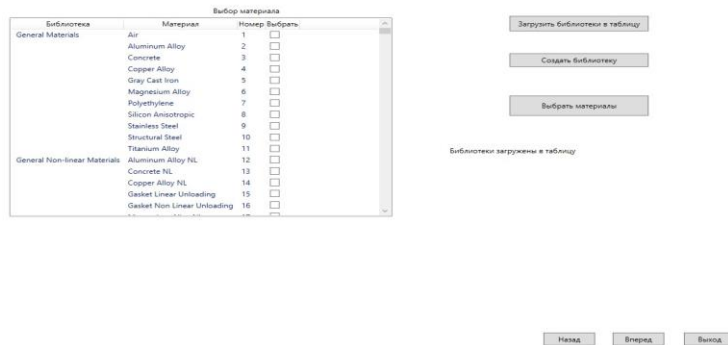 Выбор материала
Библиотека Материал Номер Выбрать
General Materials Air 1
Aluminum Alloy 2
Concrete 3
Copper Alloy 4
Gray Cast Iron 5
Magnesium Alloy 6
Polyethylene 7
Silicon Anisotropic 8
Stainless Steel 9
Structural Steel 10
Titanium Alloy 11
General Non-linear Materials Aluminum Alloy NL 12
Concrete NL 13
Copper Alloy NL 14
Gasket Linear Unloading 15
Gasket Non Linear Unloading 16
Загрузить библиотеки в таблицу
Создать библиотеку
Выбрать материалы
Библиотеки загружены в таблицу
Назад Вперед Выход